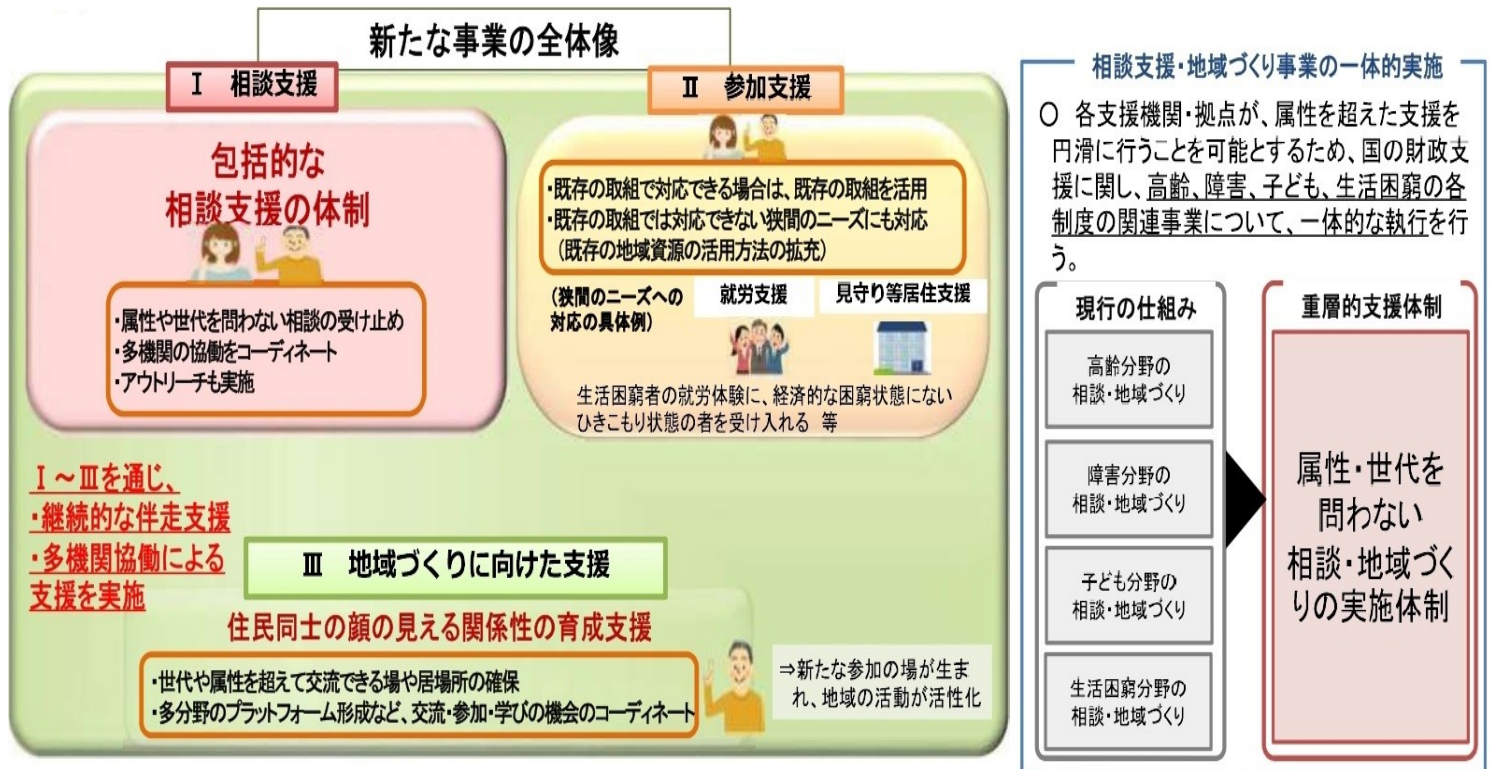 新たな事業の全体像
Ⅰ 相談支援
包括的な
相談支援の体制
・属性や世代を問わない相談の受け止め
・多機関の協働をコーディネート
・アウトリーチも実施
Ⅱ 参加支援
・既存の取組で対応できる場合は、既存の取組を活用
・既存の取組では対応できない狭間のニーズにも対応
（既存の地域資源の活用方法の拡充）
（狭間のニーズへの
対応の具体例）
就労支援
見守り等居住支援
生活困窮者の就労体験に、経済的な困窮状態にない
ひきこもり状態の者を受け入れる 等
Ⅰ～Ⅲを通じ、
・継続的な伴走支援
・多機関協働による
支援を実施
Ⅲ 地域づくりに向けた支援
住民同士の顔の見える関係性の育成支援
・世代や属性を超えて交流できる場や居場所の確保
・多分野のプラットフォーム形成など、交流・参加・学びの機会のコーディネート
⇒新たな参加の場が生ま
れ、地域の活動が活性化
相談支援・地域づくり事業の一体的実施
○ 各支援機関・拠点が、属性を超えた支援を
円滑に行うことを可能とするため、国の財政支
援に関し、高齢、障害、子ども、生活困窮の各
制度の関連事業について、一体的な執行を行
う。
現行の仕組み
高齢分野の
相談・地域づくり
障害分野の
相談・地域づくり
子ども分野の
相談・地域づくり
生活困窮分野の
相談・地域づくり
重層的支援体制
属性・世代を
問わない
相談・地域づく
りの実施体制